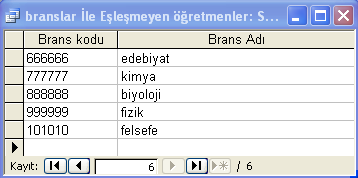 branslar İle Eşleşmeyen öğretmenler: S...
Brans kodu Brans Adı
666666 edebiyat
777777 kimya
888888 biyoloji
999999 fizik
101010 felsefe
Kayıt: 6 / 6